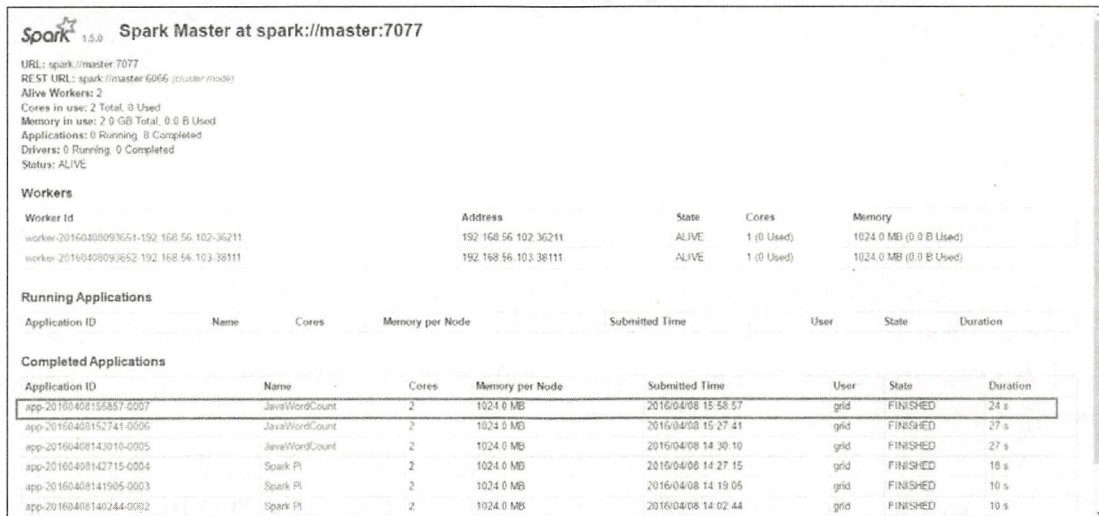 Spark 1.5.0 Spark Master at spark://master:7077
URL: spark://master:7077
REST URL: spark://master:6066 (cluster mode)
Alive Workers: 2
Cores in use: 2 Total, 0 Used
Memory in use: 2.0 GB Total, 0.0 B Used
Applications: 0 Running, 8 Completed
Drivers: 0 Running, 0 Completed
Status: ALIVE
Workers
Worker Id Address State Cores Memory
worker-20160408093651-192.168.56.102-36211 192.168.56.102:36211 ALIVE 1 (0 Used) 1024.0 MB (0.0 B Used)
worker-20160408093652-192.168.56.103-38111 192.168.56.103:38111 ALIVE 1 (0 Used) 1024.0 MB (0.0 B Used)
Running Applications
Application ID Name Cores Memory per Node Submitted Time User State Duration
Completed Applications
Application ID Name Cores Memory per Node Submitted Time User State Duration
app-20160408155857-0007 JavaWordCount 2 1024.0 MB 2016/04/08 15:58:57 grid FINISHED 24 s
app-20160408152741-0006 JavaWordCount 2 1024.0 MB 2016/04/08 15:27:41 grid FINISHED 27 s
app-20160408143010-0005 JavaWordCount 2 1024.0 MB 2016/04/08 14:30:10 grid FINISHED 27 s
app-20160408142715-0004 Spark PI 2 1024.0 MB 2016/04/08 14:27:15 grid FINISHED 18 s
app-20160408141905-0003 Spark PI 2 1024.0 MB 2016/04/08 14:19:05 grid FINISHED 10 s
app-20160408140244-0002 Spark PI 2 1024.0 MB 2016/04/08 14:02:44 grid FINISHED 10 s